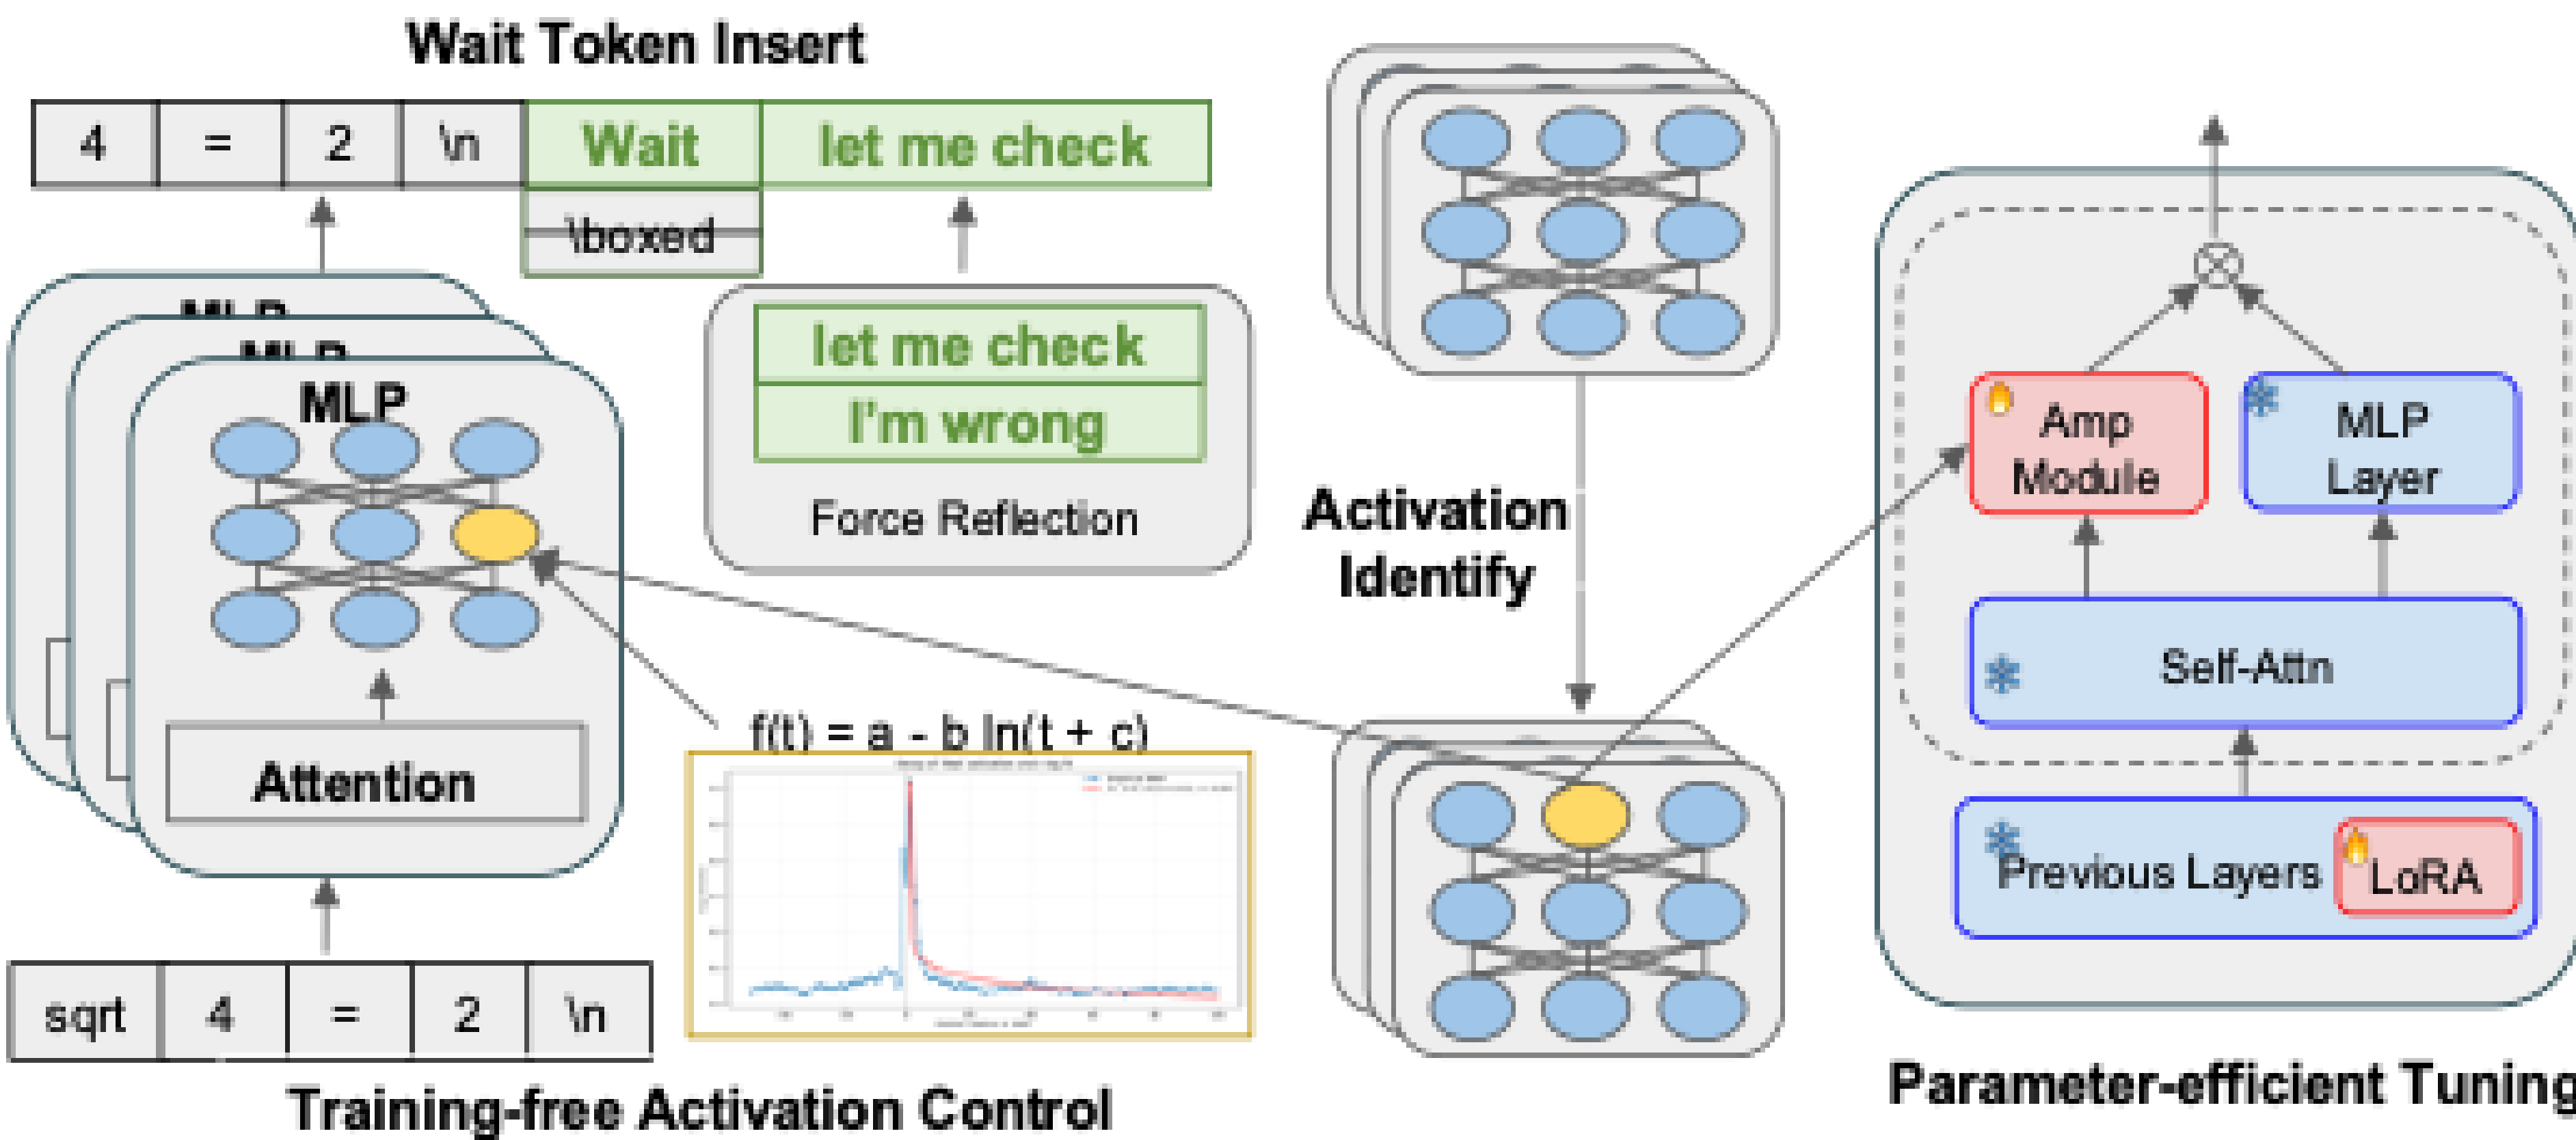 Wait Token Insert
4 = 2 \n Wait let me check
\boxed
MLP
MLP
MLP
let me check
I'm wrong
Force Reflection
Attention
f(t) = a - b ln(t + c)
sqrt 4 = 2 \n
Training-free Activation Control
Activation
Identify
Amp
Module
MLP
Layer
Self-Attn
Previous Layers
LoRA
Parameter-efficient Tuning